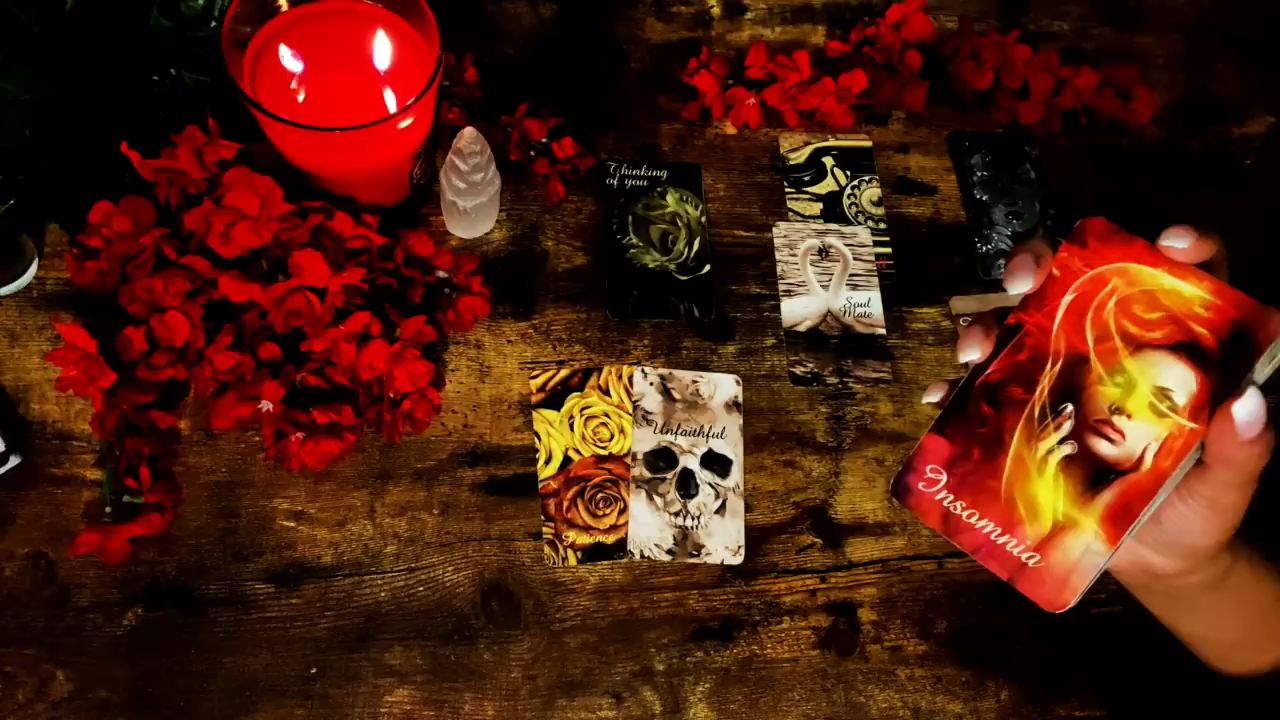 Thinking
of you
Soul
Mate
Unfaithful
Patience
Insomnia